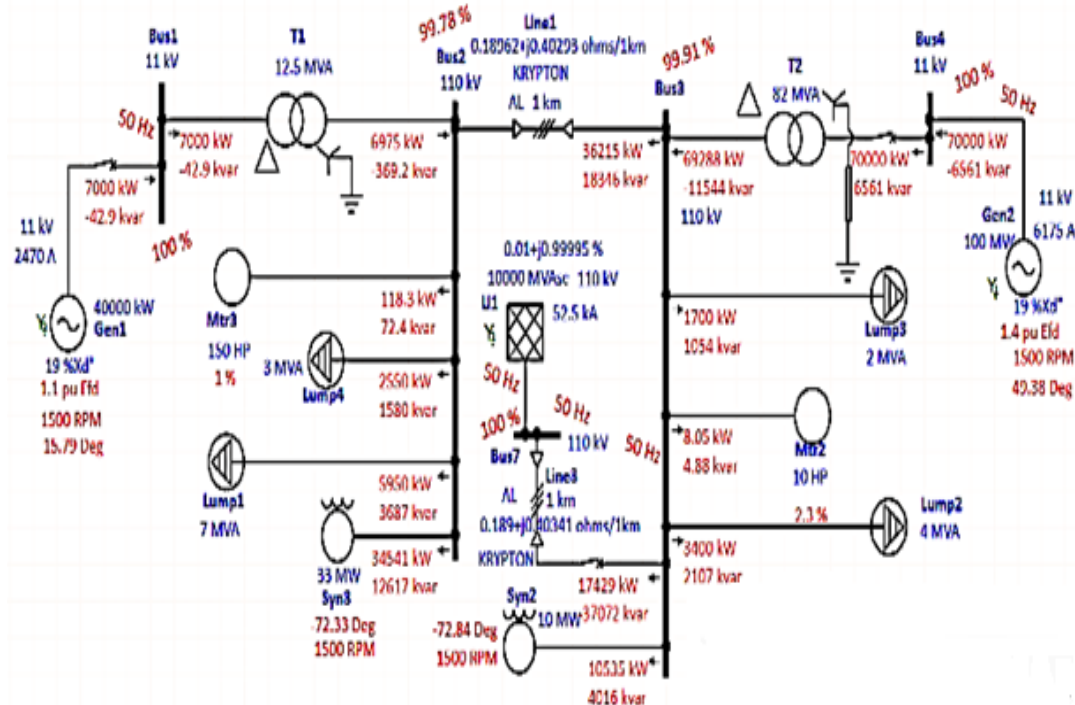 Bus1
11 kV
T1
12.5 MVA
99.78 %
Bus2
110 kV
Line1
0.18962+j0.40293 ohms/1km
KRYPTON
AL 1 km
99.91 %
Bus3
T2
82 MVA
Bus4
11 kV
100 %
50 Hz
50 Hz
7000 kW
-42.9 kvar
6975 kW
-369.2 kvar
36215 kW
18346 kvar
69288 kW
-11544 kvar
110 kV
70000 kW
6561 kvar
70000 kW
-6561 kvar
7000 kW
-42.9 kvar
100 %
11 kV
2470 A
40000 kW
Gen1
19 %Xd"
1.1 pu Efd
1500 RPM
15.79 Deg
11 kV
Gen2
6175 A
100 MW
19 %Xd"
1.4 pu Efd
1500 RPM
49.38 Deg
Mtr3
150 HP
1 %
118.3 kW
72.4 kvar
3 MVA
Lump4
2550 kW
1580 kvar
Lump1
7 MVA
5950 kW
3687 kvar
33 MW
Syn3
-72.33 Deg
1500 RPM
34541 kW
12617 kvar
0.01+j0.99995 %
10000 MVAsc 110 kV
U1
52.5 kA
50 Hz
100 %
50 Hz
Bus7
110 kV
Line3
AL
1 km
0.189+j0.40341 ohms/1km
KRYPTON
50 Hz
17429 kW
-37072 kvar
Syn2
10 MW
-72.84 Deg
1500 RPM
10535 kW
4016 kvar
1700 kW
1054 kvar
Lump3
2 MVA
8.05 kW
4.88 kvar
Mtr2
10 HP
2.3 %
3400 kW
2107 kvar
Lump2
4 MVA